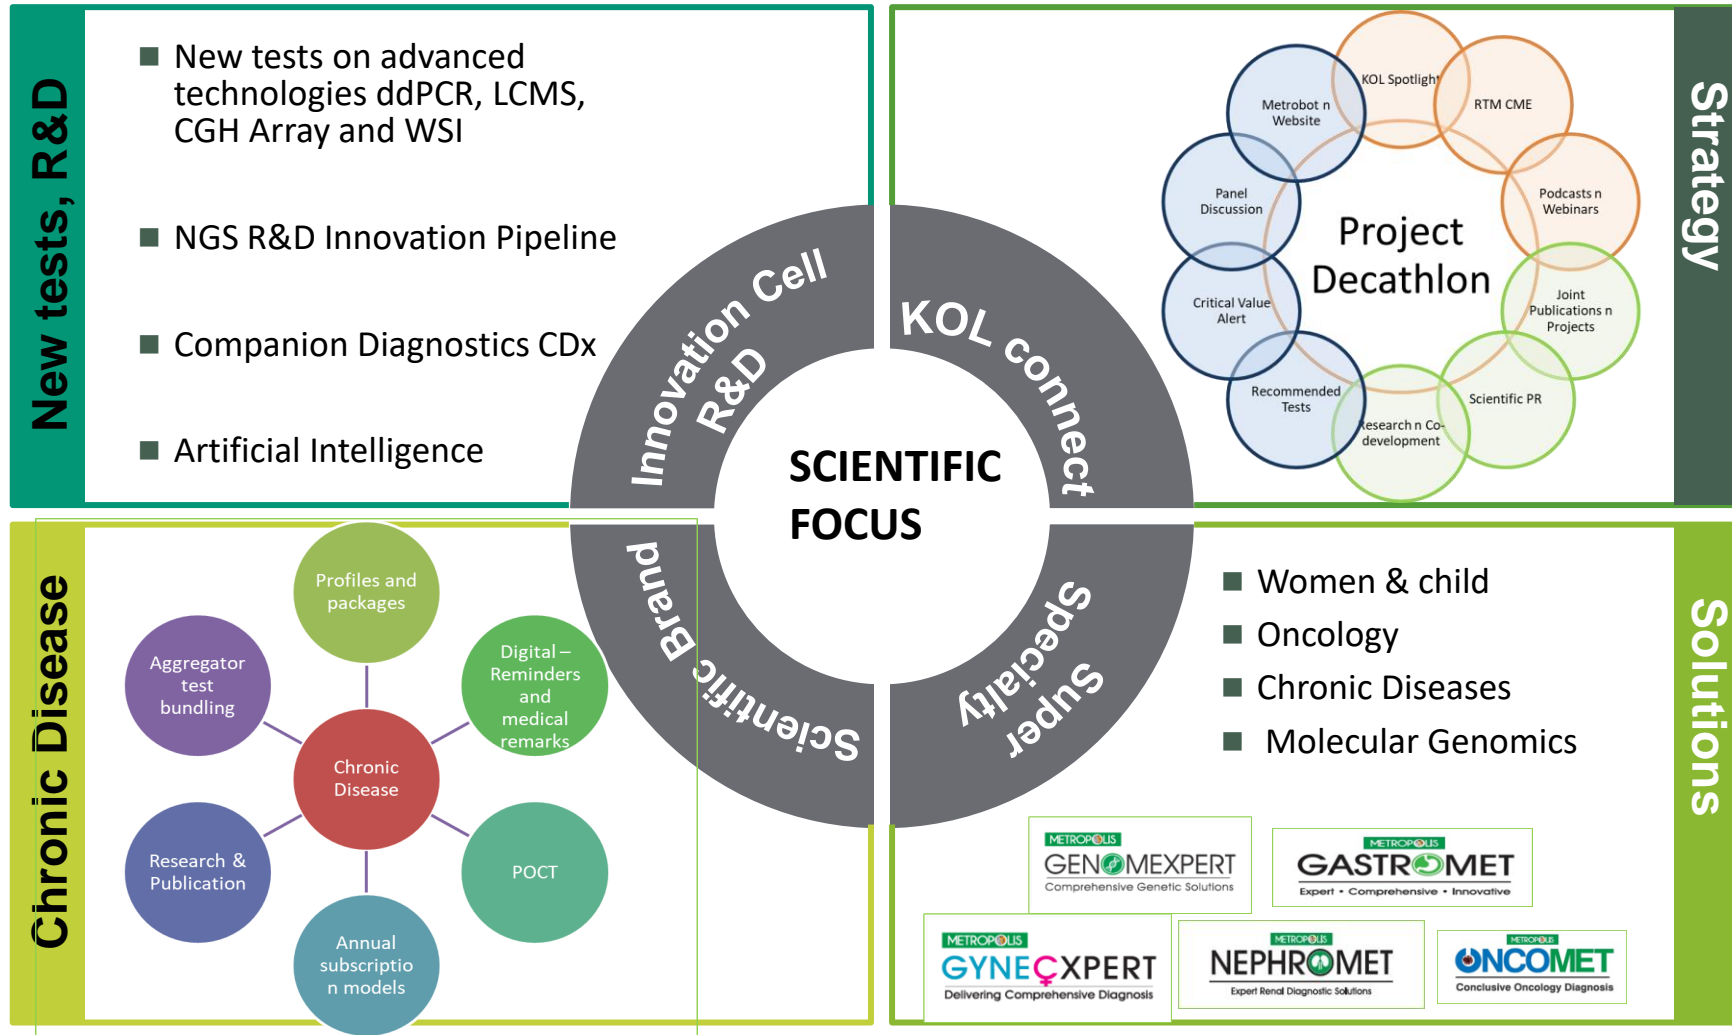 New tests, R&D
New tests on advanced
technologies ddPCR, LCMS,
CGH Array and WSI
NGS R&D Innovation Pipeline
Companion Diagnostics CDx
Artificial Intelligence
Strategy
KOL Spotlight
RTM CME
Podcasts n
Webinars
Joint
Publications n
Projects
Scientific PR
Research n Co-
development
Recommended
Tests
Critical Value
Alert
Panel
Discussion
Metrobot n
Website
Project
Decathlon
Innovation Cell
R&D
KOL connect
SCIENTIFIC
FOCUS
Scientific Brand
Super
Specialty
Chronic Disease
Profiles and
packages
Digital –
Reminders
and
medical
remarks
POCT
Annual
subscriptio
n models
Research &
Publication
Aggregator
test
bundling
Chronic
Disease
Solutions
Women & child
Oncology
Chronic Diseases
Molecular Genomics
METROPOLIS
GENOMEXPERT
Comprehensive Genetic Solutions
METROPOLIS
GASTROMET
Expert • Comprehensive • Innovative
METROPOLIS
GYNECXPERT
Delivering Comprehensive Diagnosis
METROPOLIS
NEPHROMET
Expert Renal Diagnostic Solutions
METROPOLIS
ONCOMET
Conclusive Oncology Diagnosis